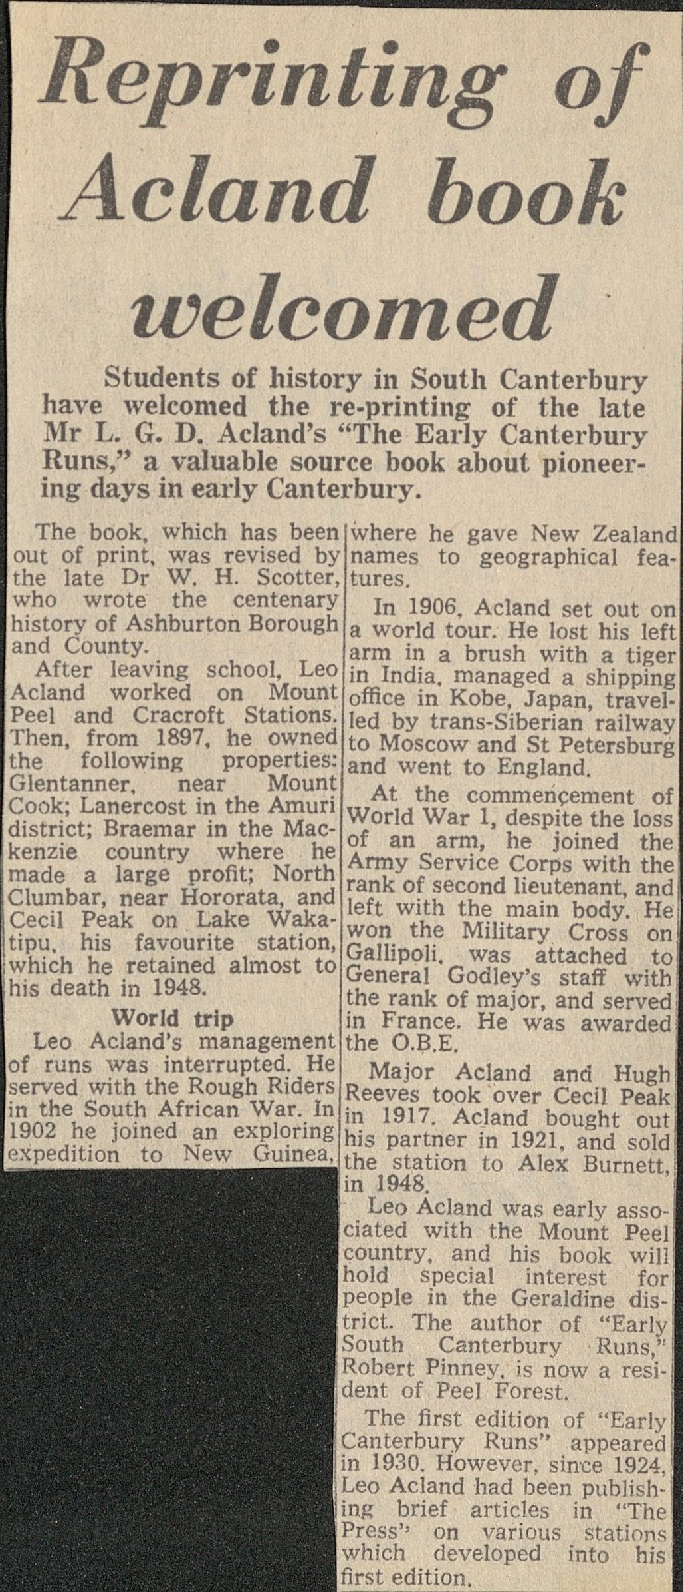 Reprinting of
Acland book
welcomed
Students of history in South Canterbury
have welcomed the re-printing of the late
Mr L. G. D. Acland's "The Early Canterbury
Runs," a valuable source book about pioneer-
ing days in early Canterbury.
The book, which has been
out of print, was revised by
the late Dr W. H. Scotter,
who wrote the centenary
history of Ashburton Borough
and County.
After leaving school, Leo
Acland worked on Mount
Peel and Cracroft Stations.
Then, from 1897, he owned
the following properties:
Glentanner, near Mount
Cook; Lanercost in the Amuri
district; Braemar in the Mac-
kenzie country where he
made a large profit; North
Clumbar, near Hororata, and
Cecil Peak on Lake Waka-
tipu, his favourite station,
which he retained almost to
his death in 1948.
World trip
Leo Acland's management
of runs was interrupted. He
served with the Rough Riders
in the South African War. In
1902 he joined an exploring
expedition to New Guinea,
where he gave New Zealand
names to geographical fea-
tures.
In 1906, Acland set out on
a world tour. He lost his left
arm in a brush with a tiger
in India, managed a shipping
office in Kobe, Japan, travel-
led by trans-Siberian railway
to Moscow and St Petersburg
and went to England.
At the commencement of
World War 1, despite the loss
of an arm, he joined the
Army Service Corps with the
rank of second lieutenant, and
left with the main body. He
won the Military Cross on
Gallipoli, was attached to
General Godley's staff with
the rank of major, and served
in France. He was awarded
the O.B.E.
Major Acland and Hugh
Reeves took over Cecil Peak
in 1917. Acland bought out
his partner in 1921, and sold
the station to Alex Burnett,
in 1948.
Leo Acland was early asso-
ciated with the Mount Peel
country, and his book will
hold special interest for
people in the Geraldine dis-
trict. The author of "Early
South Canterbury Runs,"
Robert Pinney, is now a resi-
dent of Peel Forest.
The first edition of "Early
Canterbury Runs" appeared
in 1930. However, since 1924,
Leo Acland had been publish-
ing brief articles in "The
Press" on various stations
which developed into his
first edition.